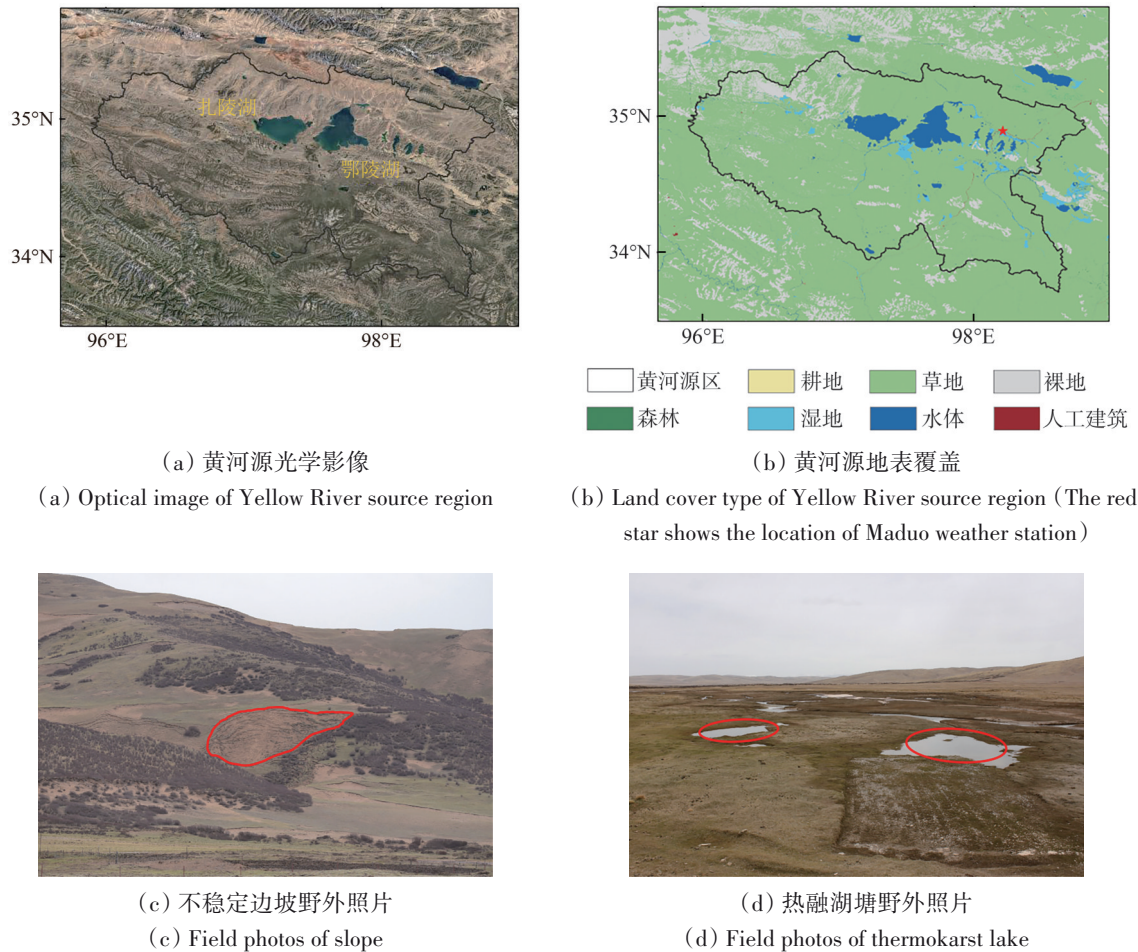 扎陵湖
鄂陵湖
35°N
34°N
96°E
98°E
35°N
34°N
96°E
98°E
黄河源区
耕地
草地
裸地
森林
湿地
水体
人工建筑
(a) 黄河源光学影像
(a) Optical image of Yellow River source region
(b) 黄河源地表覆盖
(b) Land cover type of Yellow River source region (The red
star shows the location of Maduo weather station)
(c) 不稳定边坡野外照片
(c) Field photos of slope
(d) 热融湖塘野外照片
(d) Field photos of thermokarst lake